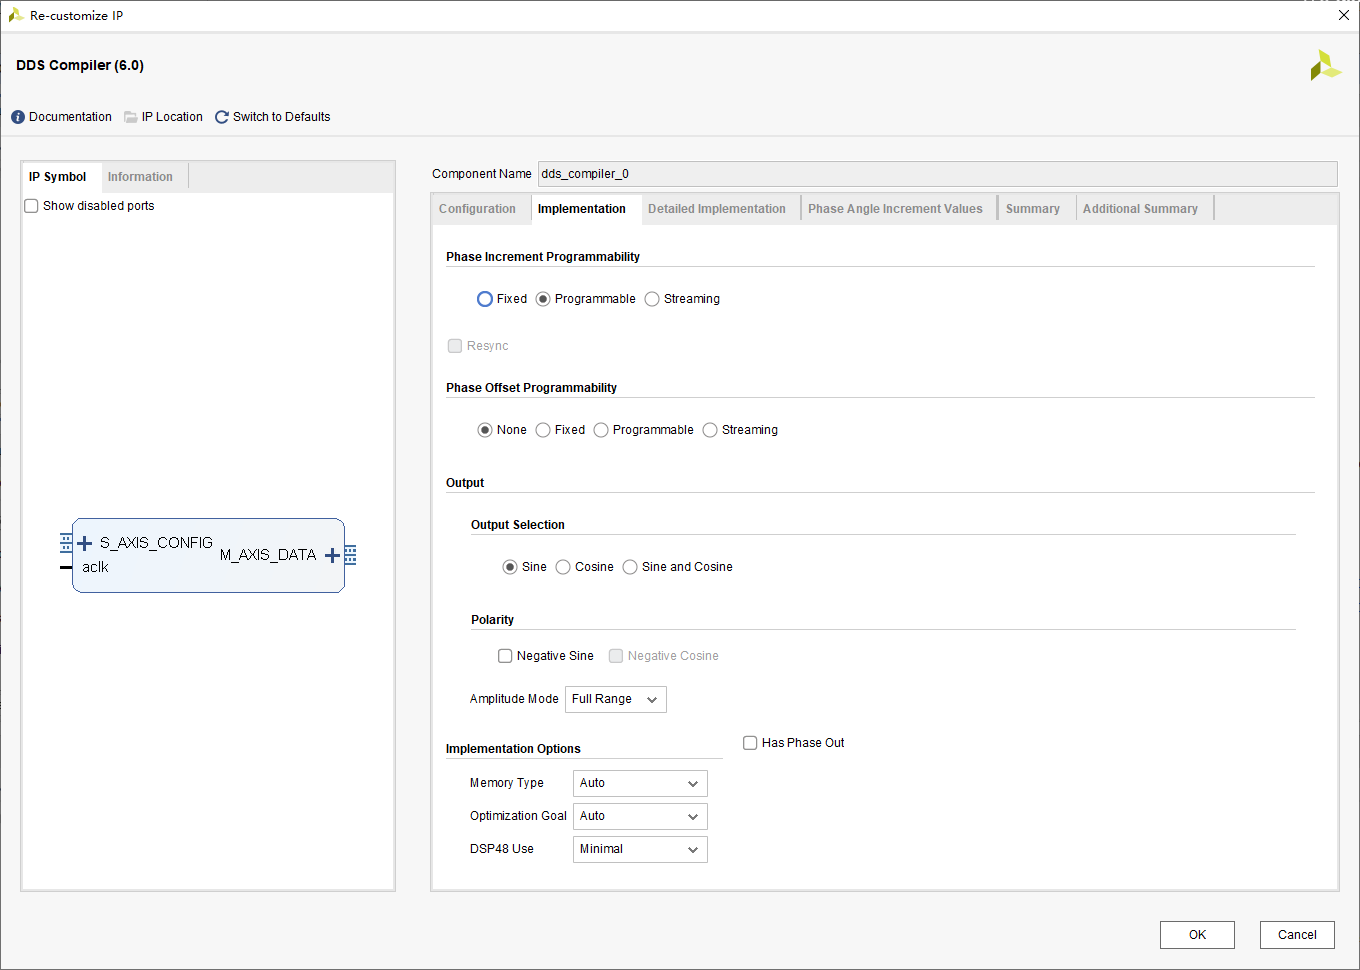 Re-customize IP
DDS Compiler (6.0)
Documentation IP Location Switch to Defaults
IP Symbol Information
Show disabled ports
S_AXIS_CONFIG
M_AXIS_DATA
aclk
Component Name dds_compiler_0
Configuration Implementation Detailed Implementation Phase Angle Increment Values Summary Additional Summary
Phase Increment Programmability
Fixed Programmable Streaming
Resync
Phase Offset Programmability
None Fixed Programmable Streaming
Output
Output Selection
Sine Cosine Sine and Cosine
Polarity
Negative Sine Negative Cosine
Amplitude Mode Full Range
Implementation Options
Has Phase Out
Memory Type Auto
Optimization Goal Auto
DSP48 Use Minimal
OK Cancel